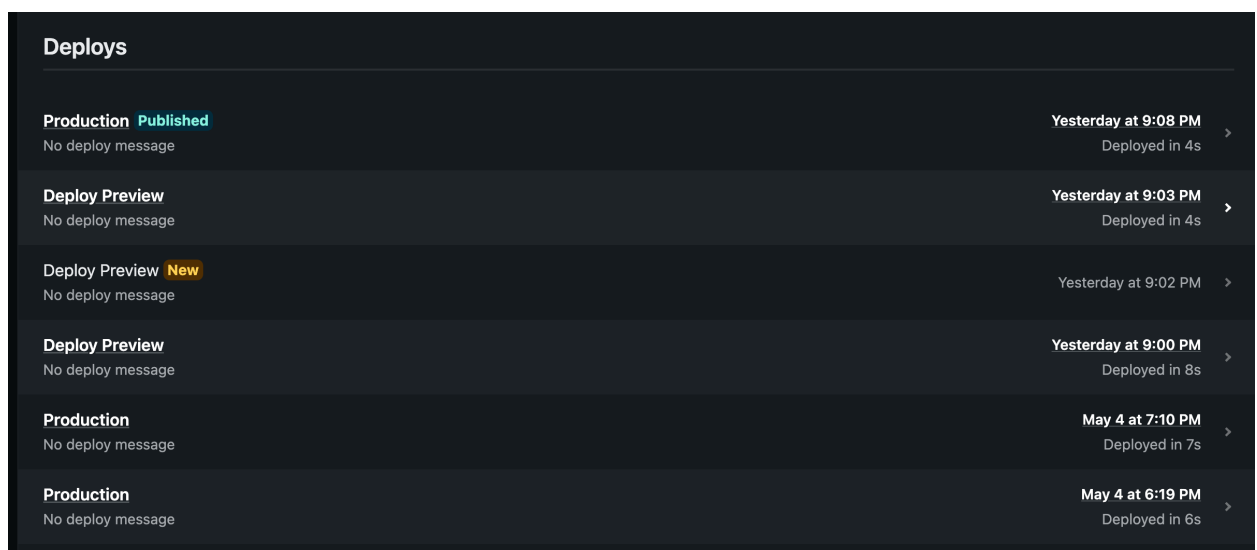 Deploys
Production Published
Yesterday at 9:08 PM
No deploy message
Deployed in 4s
Deploy Preview
Yesterday at 9:03 PM
No deploy message
Deployed in 4s
Deploy Preview New
Yesterday at 9:02 PM
No deploy message
Deploy Preview
Yesterday at 9:00 PM
No deploy message
Deployed in 8s
Production
May 4 at 7:10 PM
No deploy message
Deployed in 7s
Production
May 4 at 6:19 PM
No deploy message
Deployed in 6s